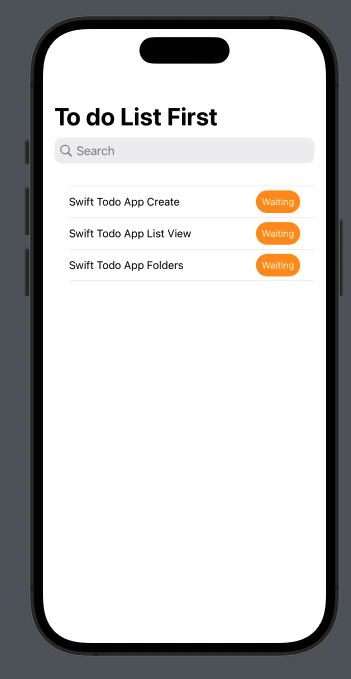 To do List First
Search
Swift Todo App Create Waiting
Swift Todo App List View Waiting
Swift Todo App Folders Waiting